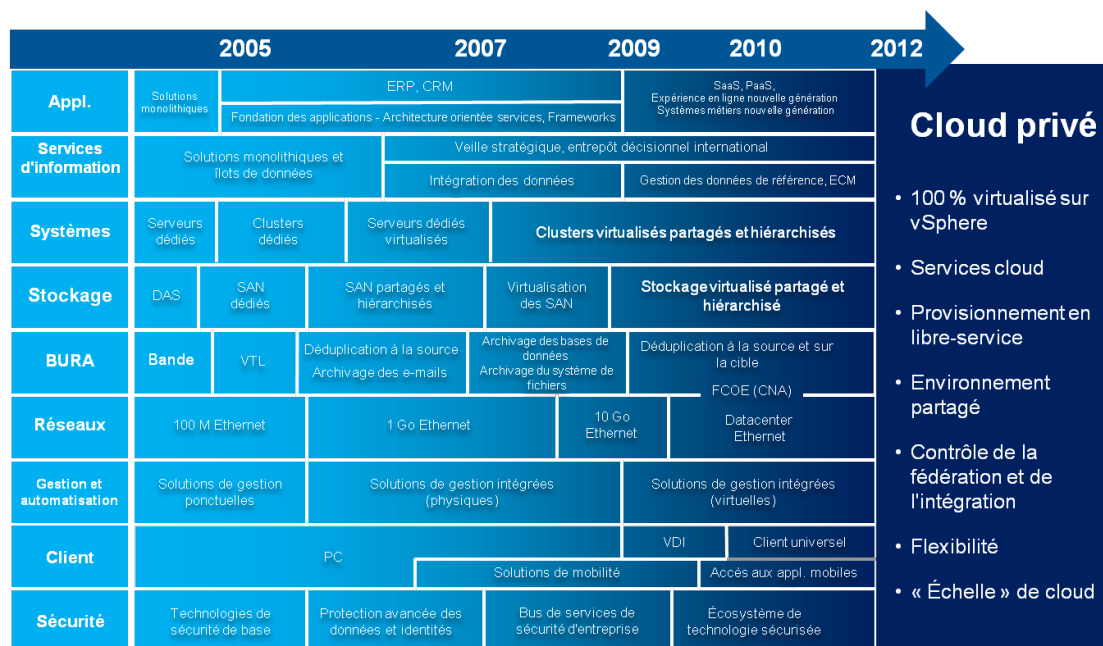 2005 2007 2009 2010 2012
Appl.
Solutions
monolithiques
ERP, CRM
Fondation des applications - Architecture orientée services, Frameworks
SaaS, PaaS,
Expérience en ligne nouvelle génération
Systèmes métiers nouvelle génération
Services
d'information
Solutions monolithiques et
îlots de données
Veille stratégique, entrepôt décisionnel international
Intégration des données
Gestion des données de référence, ECM
Systèmes
Serveurs
dédiés
Clusters
dédiés
Serveurs dédiés
virtualisés
Clusters virtualisés partagés et hiérarchisés
Stockage
DAS
SAN
dédiés
SAN partagés et
hiérarchisés
Virtualisation
des SAN
Stockage virtualisé partagé et
hiérarchisé
BURA
Bande
VTL
Déduplication à la source
Archivage des e-mails
Archivage des bases de
données
Archivage du système de
fichiers
Déduplication à la source et sur
la cible
FCOE (CNA)
Réseaux
100 M Ethernet
1 Go Ethernet
10 Go
Ethernet
Datacenter
Ethernet
Gestion et
automatisation
Solutions de gestion
ponctuelles
Solutions de gestion intégrées
(physiques)
Solutions de gestion intégrées
(virtuelles)
Client
PC
VDI
Client universel
Solutions de mobilité
Accès aux appl. mobiles
Sécurité
Technologies de
sécurité de base
Protection avancée des
données et identités
Bus de services de
sécurité d'entreprise
Écosystème de
technologie sécurisée
Cloud privé
• 100 % virtualisé sur
vSphere
• Services cloud
• Provisionnement en
libre-service
• Environnement
partagé
• Contrôle de la
fédération et de
l'intégration
• Flexibilité
• « Échelle » de cloud